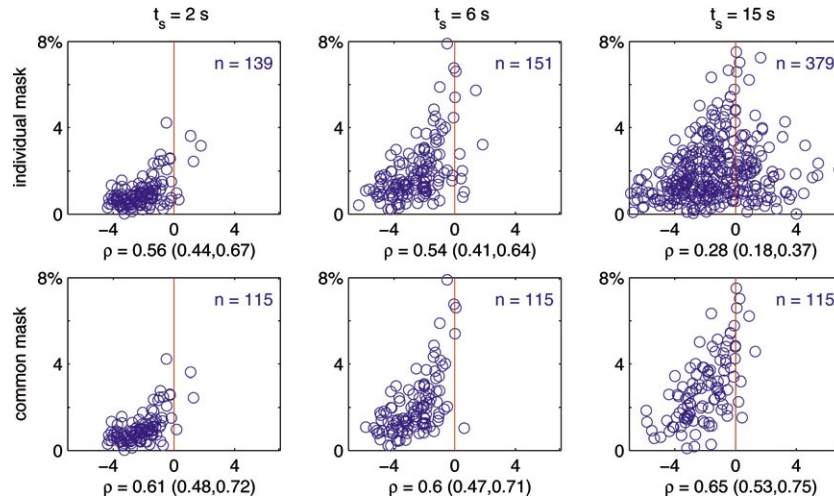 t_s = 2 s t_s = 6 s t_s = 15 s
individual mask
8% 8% 8%
n = 139 n = 151 n = 379
4 4 4
0 0 0
−4 0 4 −4 0 4 −4 0 4
ρ = 0.56 (0.44,0.67) ρ = 0.54 (0.41,0.64) ρ = 0.28 (0.18,0.37)
common mask
8% 8% 8%
n = 115 n = 115 n = 115
4 4 4
0 0 0
−4 0 4 −4 0 4 −4 0 4
ρ = 0.61 (0.48,0.72) ρ = 0.6 (0.47,0.71) ρ = 0.65 (0.53,0.75)